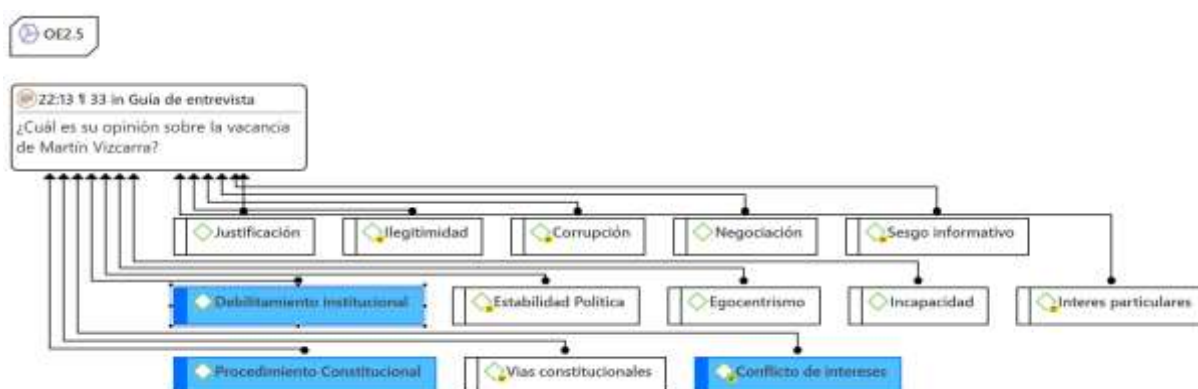 OE2.5
22:13 ¶ 33 in Guía de entrevista
¿Cuál es su opinión sobre la vacancia
de Martín Vizcarra?
Justificación
Ilegitimidad
Corrupción
Negociación
Sesgo informativo
Debilitamiento Institucional
Estabilidad Política
Egocentrismo
Incapacidad
Interes particulares
Procedimiento Constitucional
Vias constitucionales
Conflicto de intereses